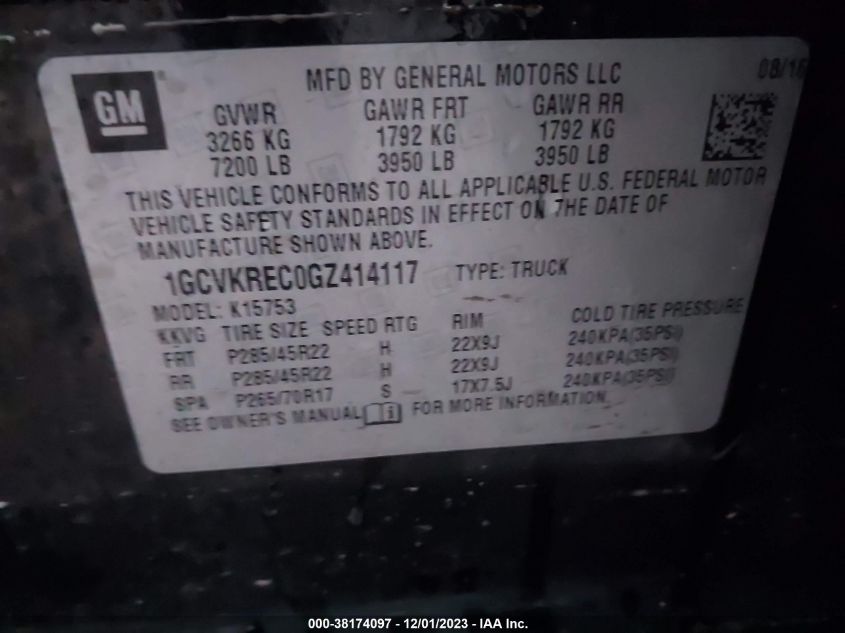 MFD BY GENERAL MOTORS LLC 08/16
GM
GVWR GAWR FRT GAWR RR
3266 KG 1792 KG 1792 KG
7200 LB 3950 LB 3950 LB
THIS VEHICLE CONFORMS TO ALL APPLICABLE U.S. FEDERAL MOTOR
VEHICLE SAFETY STANDARDS IN EFFECT ON THE DATE OF
MANUFACTURE SHOWN ABOVE.
1GCVKREC0GZ414117 TYPE: TRUCK
MODEL: K15753
KKVG TIRE SIZE SPEED RTG RIM COLD TIRE PRESSURE
FRT P285/45R22 H 22X9J 240KPA(35PSI)
RR P285/45R22 H 22X9J 240KPA(35PSI)
SPA P265/70R17 S 17X7.5J 240KPA(35PSI)
SEE OWNER'S MANUAL FOR MORE INFORMATION.
000-38174097 - 12/01/2023 - IAA Inc.